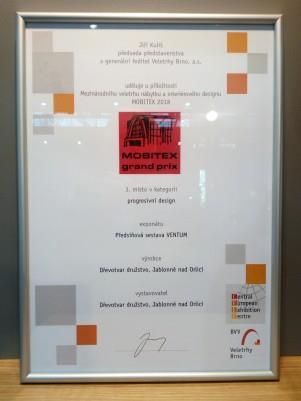 Jiří Kuliš
předseda představenstva
a generální ředitel Veletrhy Brno, a.s.
uděluje u příležitosti
Mezinárodního veletrhu nábytku a interiérového designu
MOBITEX 2018
MOBITEX
grand prix
3. místo v kategorii
progresivní design
exponátu
Předsíňová sestava VENTUM
výrobce
Dřevotvar družstvo, Jablonné nad Orlicí
vystavovatel
Dřevotvar družstvo, Jablonné nad Orlicí
Central
European
Exhibition
Centre
BVV
Veletrhy
Brno